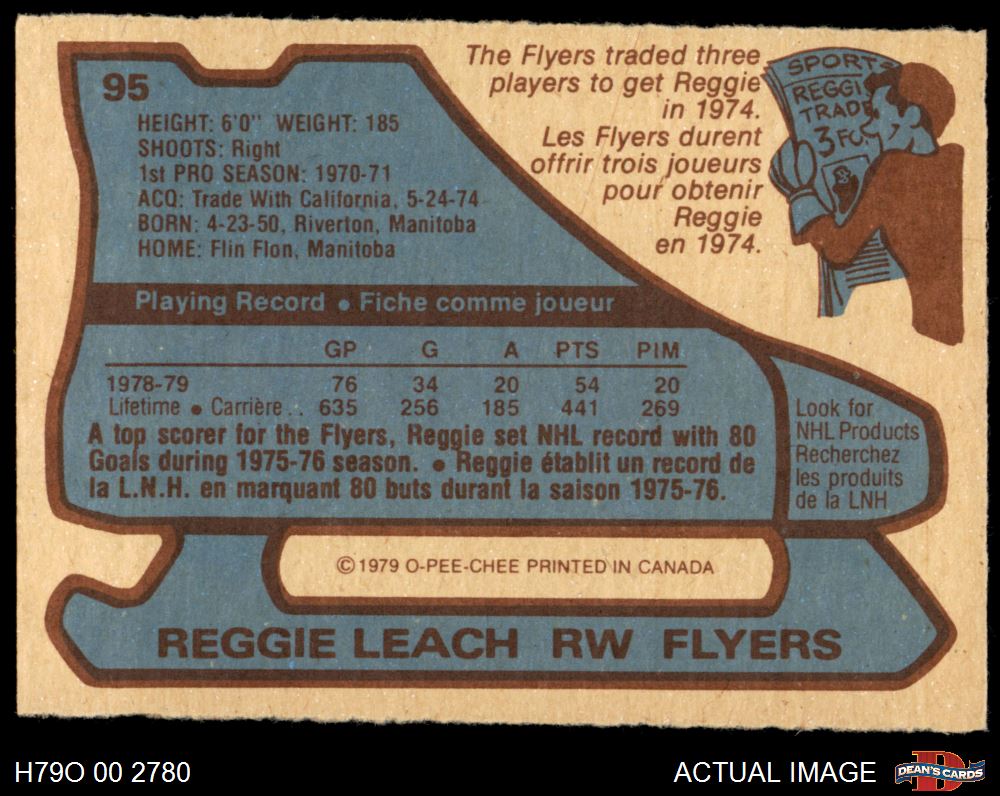 95
HEIGHT: 6'0" WEIGHT: 185
SHOOTS: Right
1st PRO SEASON: 1970-71
ACQ: Trade With California, 5-24-74
BORN: 4-23-50, Riverton, Manitoba
HOME: Flin Flon, Manitoba
The Flyers traded three
players to get Reggie
in 1974.
Les Flyers durent
offrir trois joueurs
pour obtenir
Reggie
en 1974.
SPORTS
REGGI
TRADE
3 FO
Playing Record • Fiche comme joueur
GP G A PTS PIM
1978-79 76 34 20 54 20
Lifetime • Carrière . . 635 256 185 441 269
A top scorer for the Flyers, Reggie set NHL record with 80
Goals during 1975-76 season. • Reggie établit un record de
la L.N.H. en marquant 80 buts durant la saison 1975-76.
Look for
NHL Products
Recherchez
les produits
de la LNH
©1979 O-PEE-CHEE PRINTED IN CANADA
REGGIE LEACH RW FLYERS
H79O 00 2780
ACTUAL IMAGE
D
DEAN'S CARDS